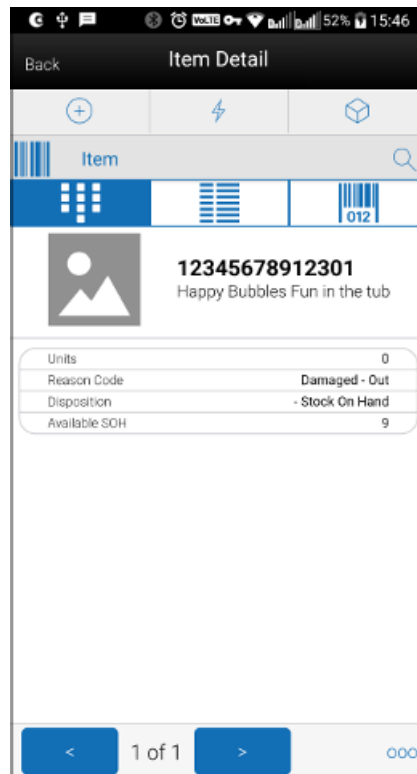 VoLTE 52% 15:46
Back Item Detail
Item
012
12345678912301
Happy Bubbles Fun in the tub
Units 0
Reason Code Damaged - Out
Disposition - Stock On Hand
Available SOH 9
< 1 of 1 > ooo